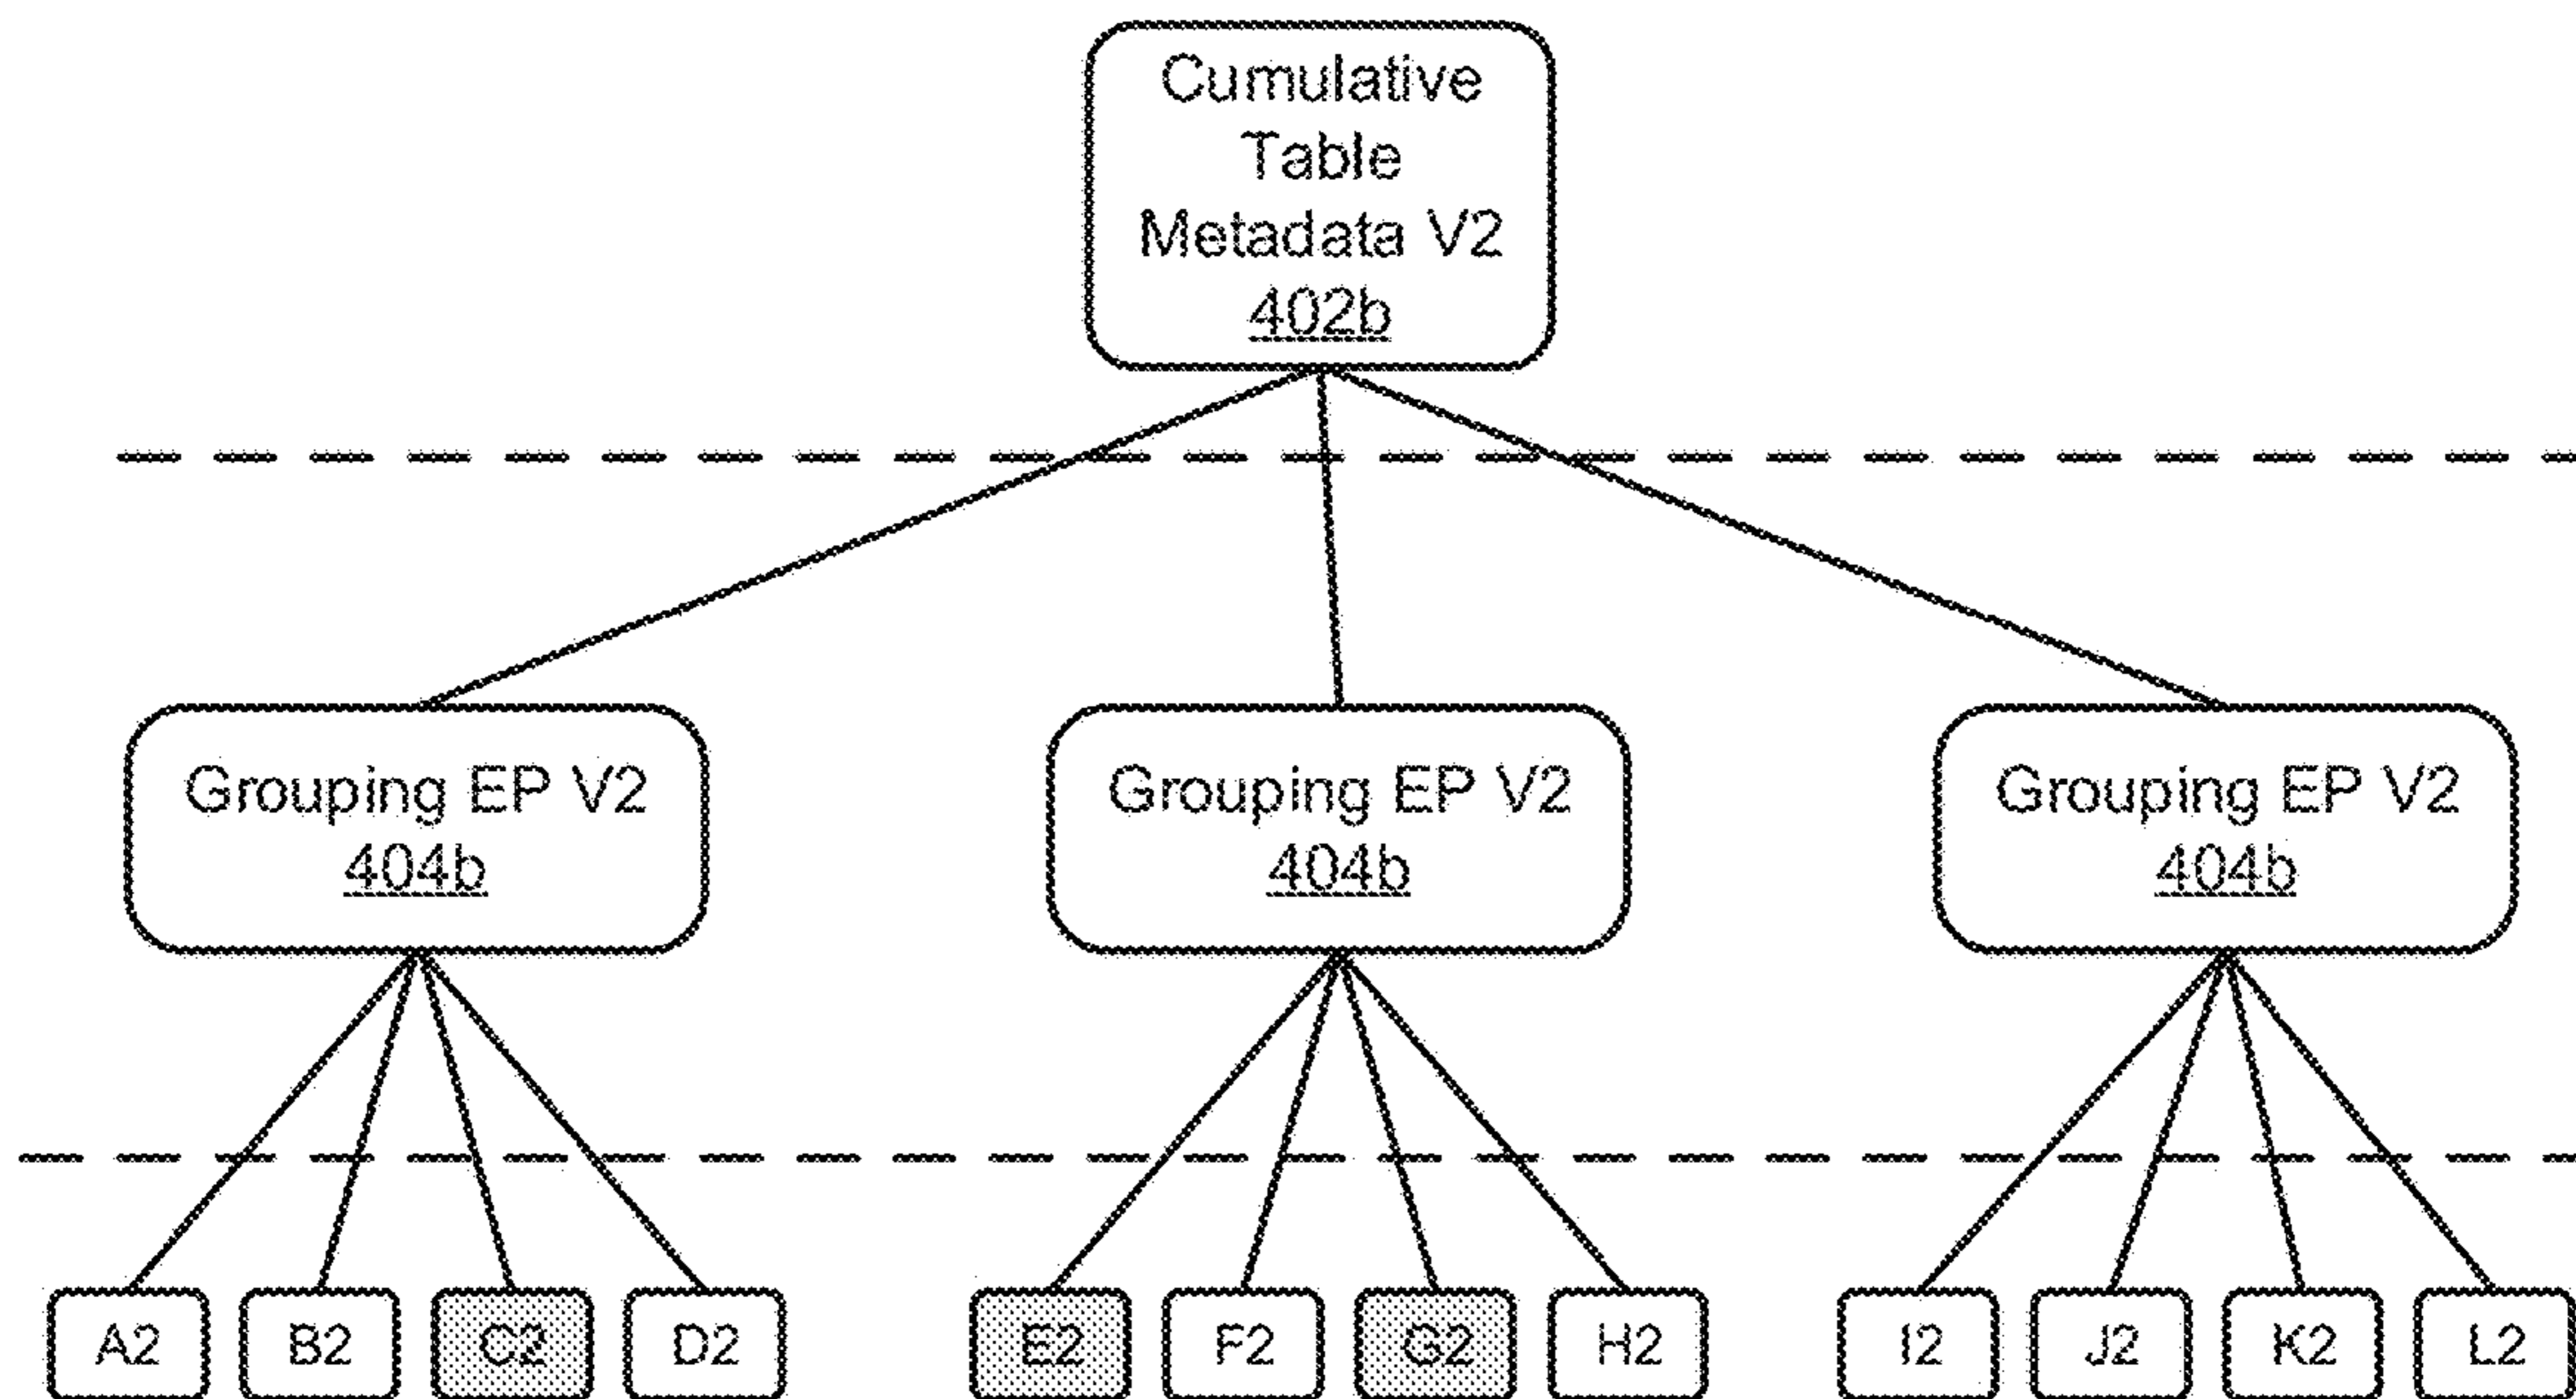 Cumulative
Table
Metadata V2
402b
Grouping EP V2
404b
Grouping EP V2
404b
Grouping EP V2
404b
A2
B2
C2
D2
E2
F2
G2
H2
I2
J2
K2
L2